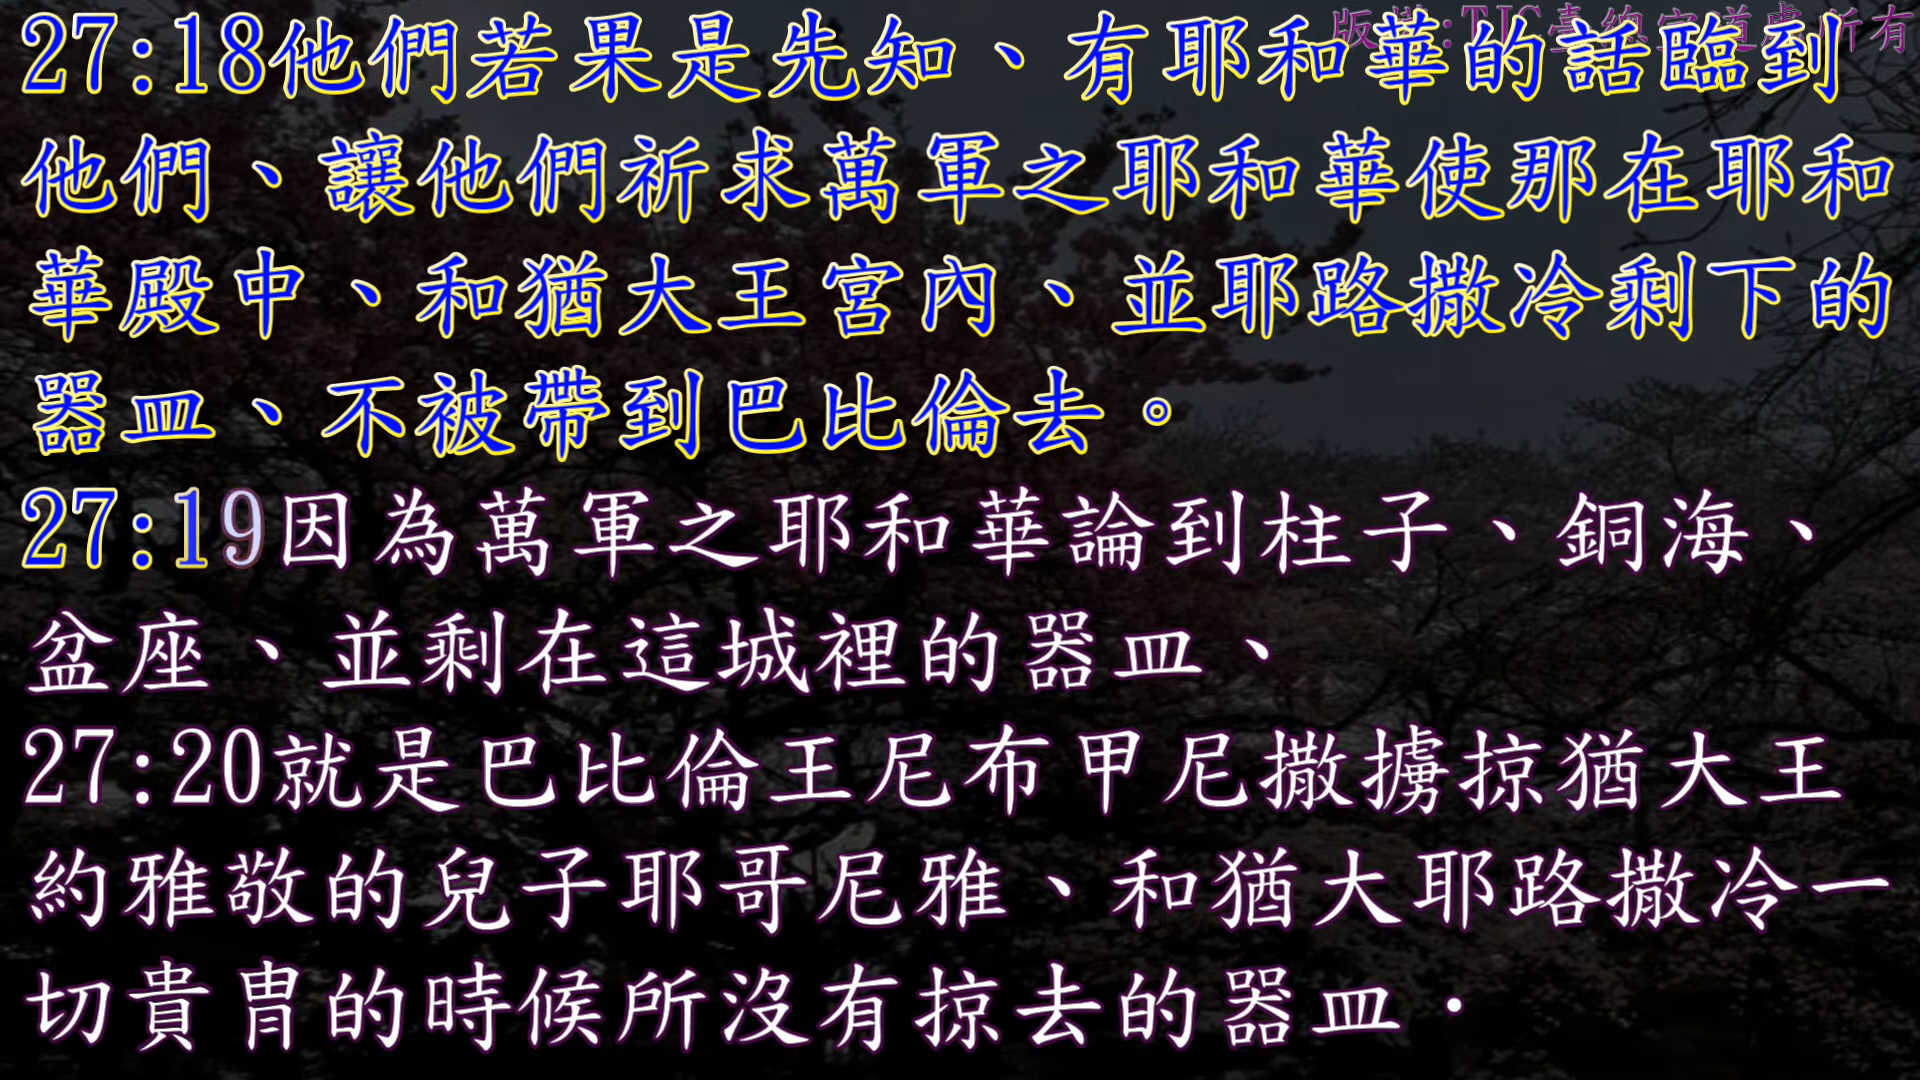 27:18他們若果是先知、有耶和華的話臨到
他們、讓他們祈求萬軍之耶和華使那在耶和
華殿中、和猶大王宮內、並耶路撒冷剩下的
器皿、不被帶到巴比倫去。
27:19因為萬軍之耶和華論到柱子、銅海、
盆座、並剩在這城裡的器皿、
27:20就是巴比倫王尼布甲尼撒擄掠猶大王
約雅敬的兒子耶哥尼雅、和猶大耶路撒冷一
切貴冑的時候所沒有掠去的器皿．